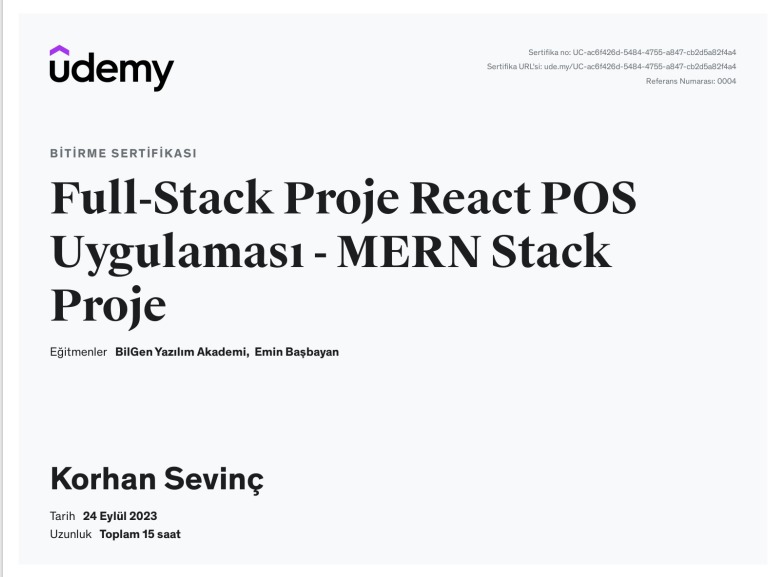 udemy
Sertifika no: UC-ac6f426d-5484-4755-a847-cb2d5a82f4a4
Sertifika URL'si: ude.my/UC-ac6f426d-5484-4755-a847-cb2d5a82f4a4
Referans Numarası: 0004
BİTİRME SERTİFİKASI
Full-Stack Proje React POS
Uygulaması - MERN Stack
Proje
Eğitmenler BilGen Yazılım Akademi, Emin Başbayan
Korhan Sevinç
Tarih 24 Eylül 2023
Uzunluk Toplam 15 saat